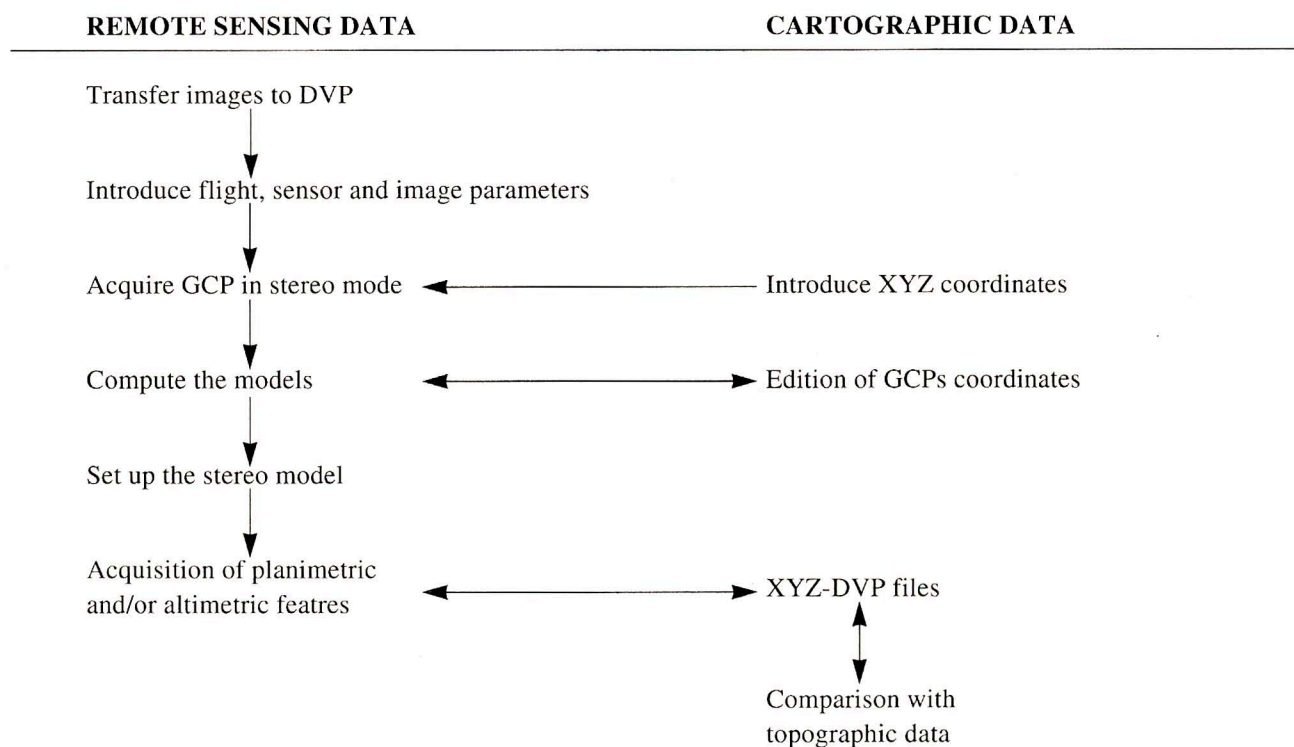 REMOTE SENSING DATA CARTOGRAPHIC DATA
Transfer images to DVP
Introduce flight, sensor and image parameters
Acquire GCP in stereo mode Introduce XYZ coordinates
Compute the models Edition of GCPs coordinates
Set up the stereo model
Acquisition of planimetric
and/or altimetric featres XYZ-DVP files
Comparison with
topographic data